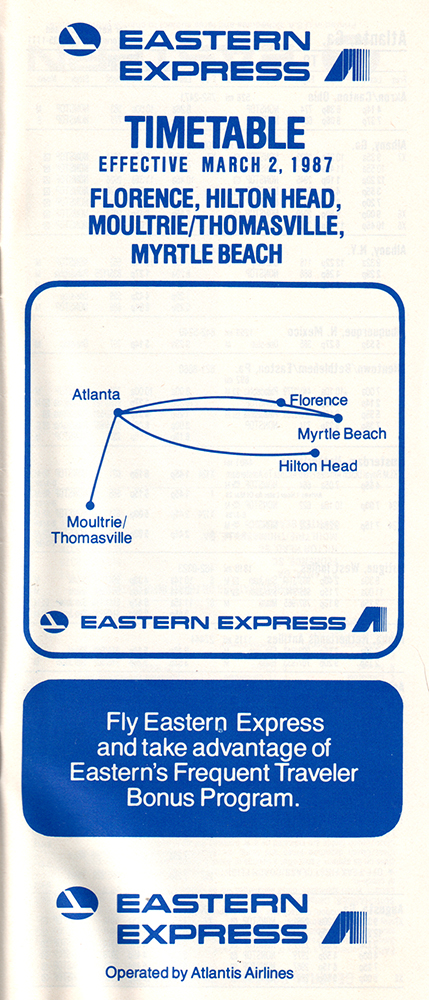 EASTERN
EXPRESS
TIMETABLE
EFFECTIVE MARCH 2, 1987
FLORENCE, HILTON HEAD,
MOULTRIE/THOMASVILLE,
MYRTLE BEACH
Atlanta
Florence
Myrtle Beach
Hilton Head
Moultrie/
Thomasville
EASTERN EXPRESS
Fly Eastern Express
and take advantage of
Eastern's Frequent Traveler
Bonus Program.
EASTERN
EXPRESS
Operated by Atlantis Airlines